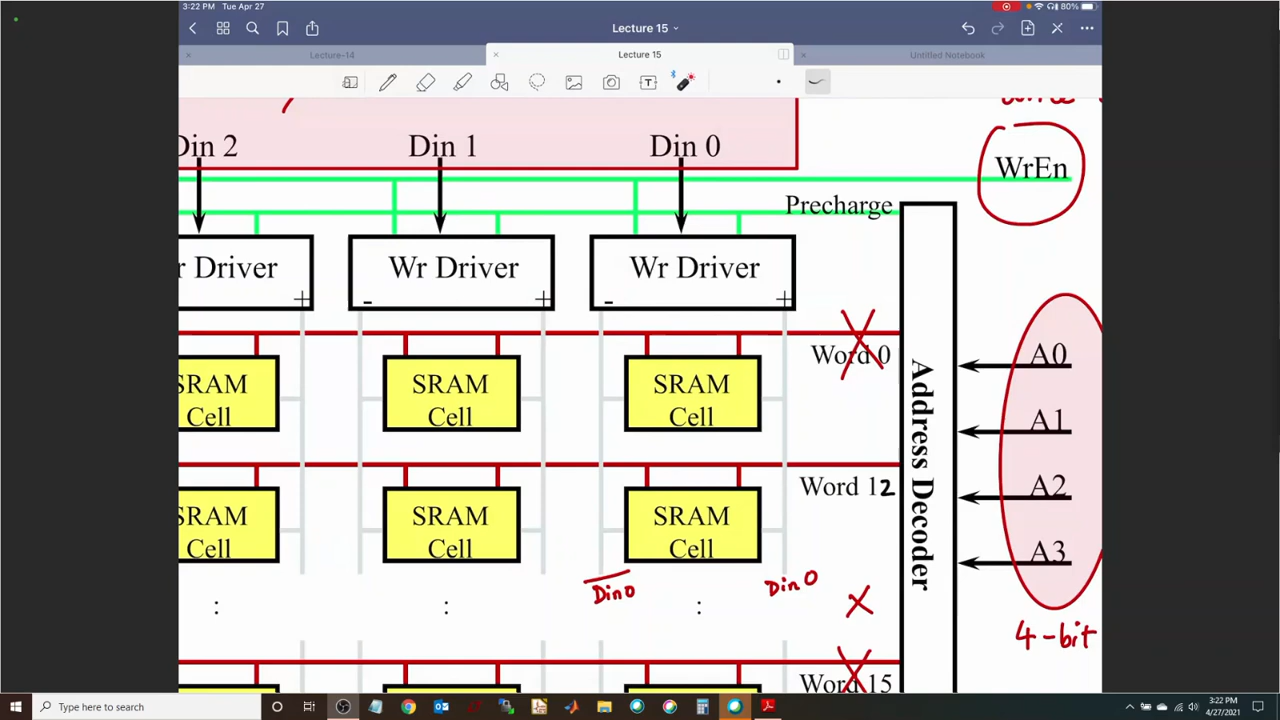 3:22 PM Tue Apr 27
80%
Lecture 15
Lecture-14
Lecture 15
Untitled Notebook
T
Din 2
Din 1
Din 0
WrEn
Precharge
r Driver
Wr Driver
Wr Driver
+
-
+
-
+
Word 0
SRAM
Cell
SRAM
Cell
SRAM
Cell
Address Decoder
A0
A1
A2
A3
Word 12
SRAM
Cell
SRAM
Cell
SRAM
Cell
Din0
Din 0
:
:
:
4-bit
Word 15
Type here to search
3:22 PM
4/27/2021